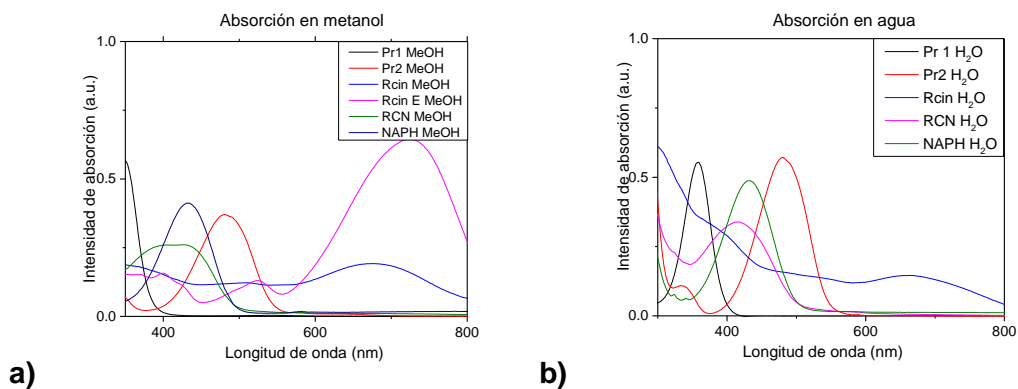 Absorción en metanol
1.0
0.5
0.0
Intensidad de absorción (a.u.)
Pr1 MeOH
Pr2 MeOH
Rcin MeOH
Rcin E MeOH
RCN MeOH
NAPH MeOH
400
600
800
Longitud de onda (nm)
a)
Absorción en agua
1.0
0.5
0.0
Intensidad de absorción (a.u.)
Pr 1 H2O
Pr2 H2O
Rcin H2O
RCN H2O
NAPH H2O
400
600
800
Longitud de onda (nm)
b)